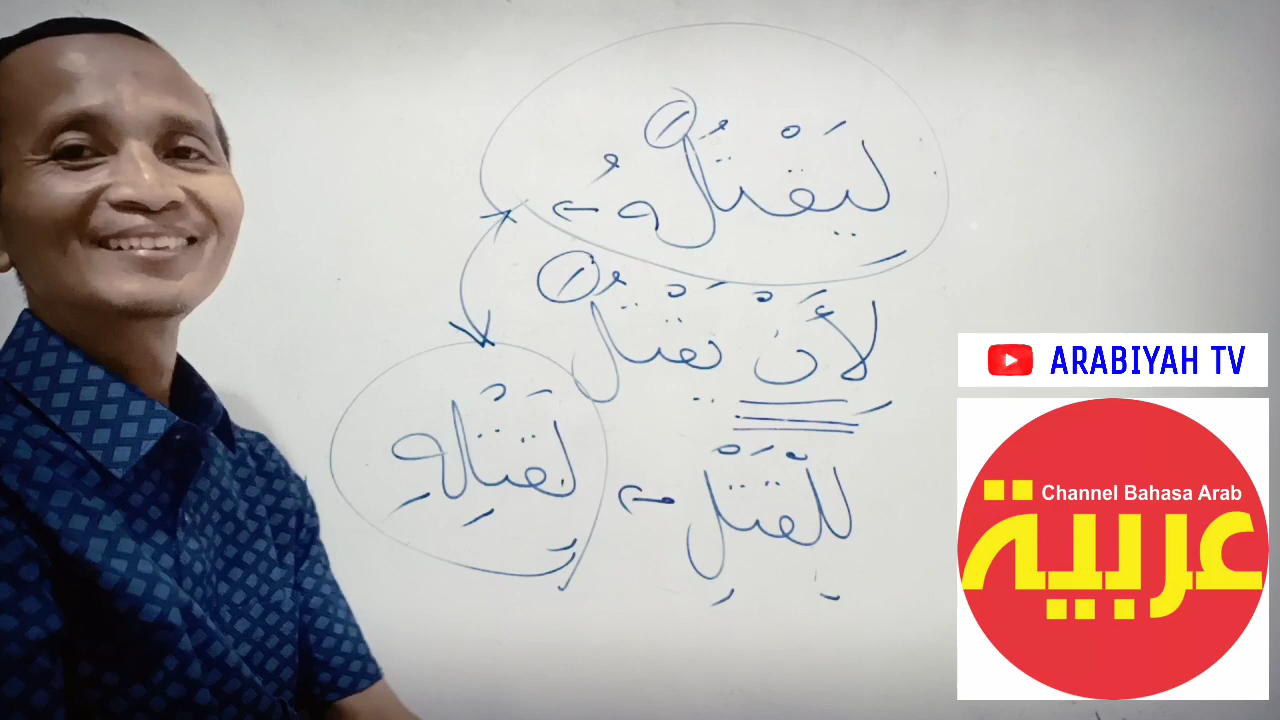 لِيَقْتُلَهُ ← هُ
لِأَنْ يَقْتُلَ
لِلْقَتْلِ ← لِقَتْلِهِ
ARABIYAH TV
Channel Bahasa Arab
عربية